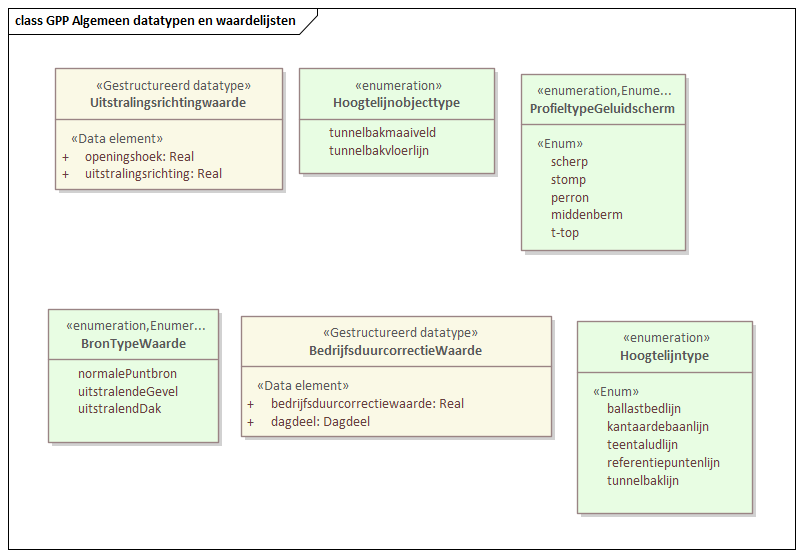 class GPP Algemeen datatypen en waardelijsten
«Gestructureerd datatype»
Uitstralingsrichtingwaarde
«Data element»
+ openingshoek: Real
+ uitstralingsrichting: Real
«enumeration»
Hoogtelijnobjecttype
tunnelbakmaaiveld
tunnelbakvloerlijn
«enumeration,Enume...
ProfieltypeGeluidscherm
«Enum»
scherp
stomp
perron
middenberm
t-top
«enumeration,Enumer...
BronTypeWaarde
normalePuntbron
uitstralendeGevel
uitstralendDak
«Gestructureerd datatype»
BedrijfsduurcorrectieWaarde
«Data element»
+ bedrijfsduurcorrectiewaarde: Real
+ dagdeel: Dagdeel
«enumeration»
Hoogtelijntype
«Enum»
ballastbedlijn
kantaardebaanlijn
teentaludlijn
referentiepuntenlijn
tunnelbaklijn